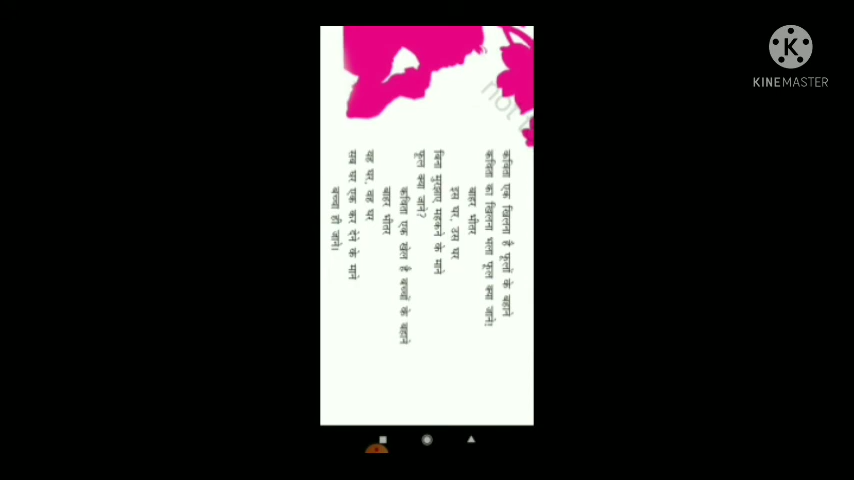 कविता एक खिलना है फूलों के बहाने
कविता का खिलना भला फूल क्या जाने!
बाहर भीतर
इस घर, उस घर
बिना मुरझाए महकने के माने
फूल क्या जाने?
कविता एक खेल है बच्चों के बहाने
बाहर भीतर
यह घर, वह घर
सब घर एक कर देने के माने
बच्चा ही जाने।
not
K
KINEMASTER